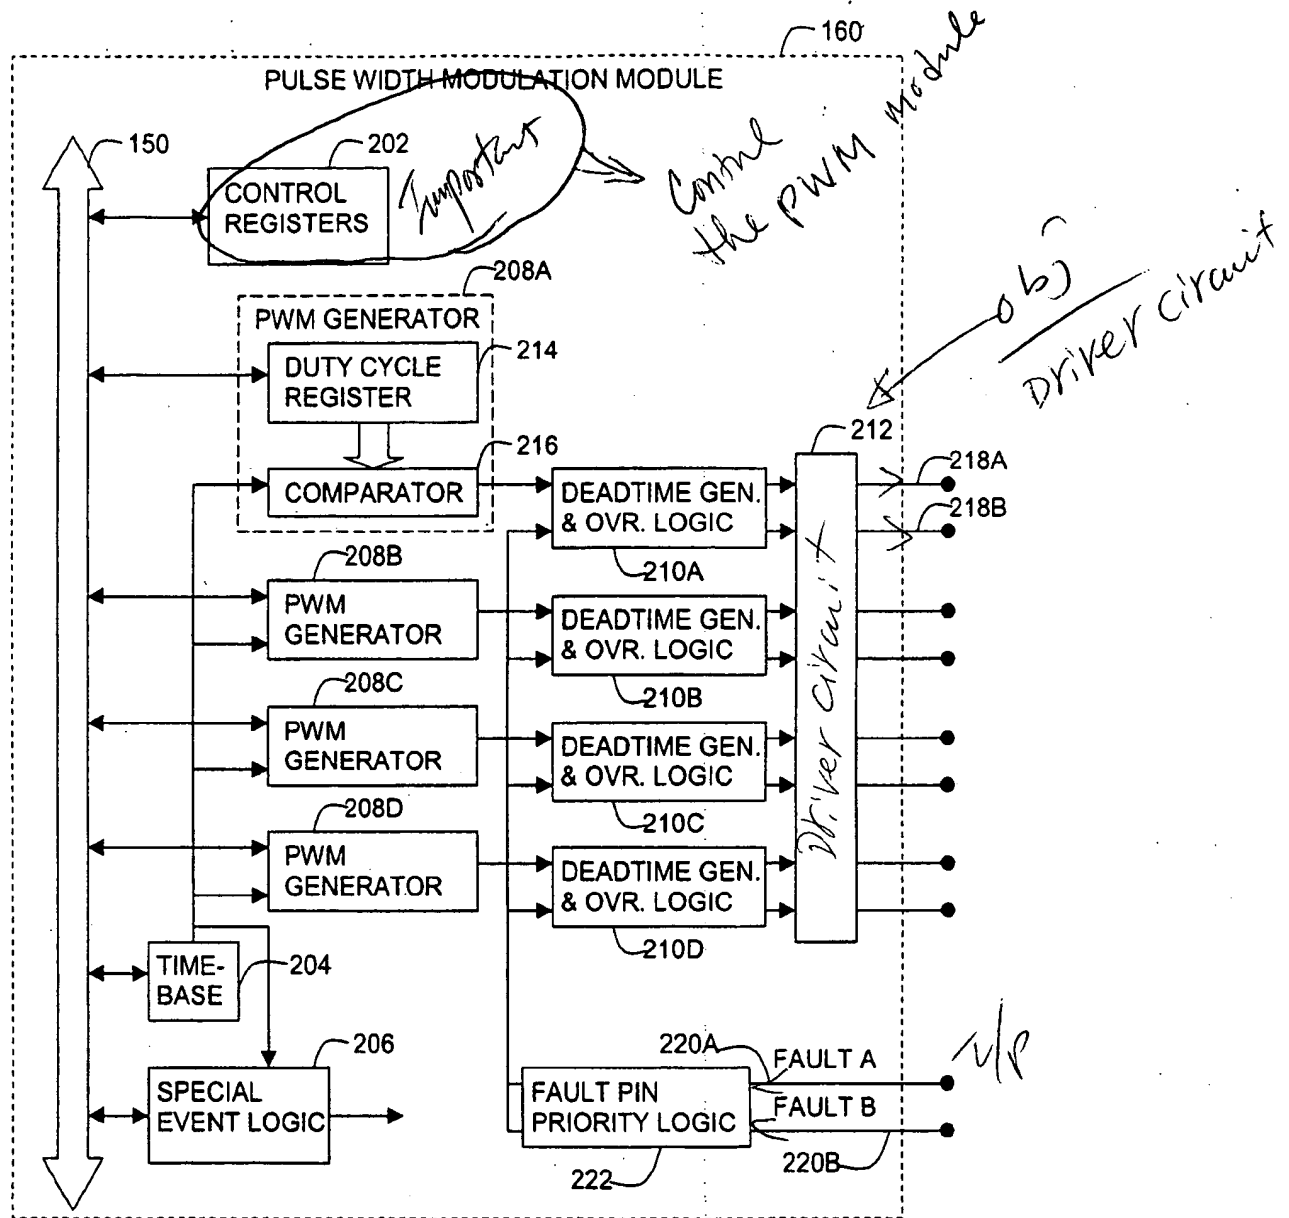 160
PULSE WIDTH MODULATION MODULE
150
202
CONTROL
REGISTERS
Important
Control
the PWM module
208A
PWM GENERATOR
214
DUTY CYCLE
REGISTER
216
COMPARATOR
obj
Driver circuit
212
Driver circuit
218A
218B
DEADTIME GEN.
& OVR. LOGIC
210A
208B
PWM
GENERATOR
DEADTIME GEN.
& OVR. LOGIC
210B
208C
PWM
GENERATOR
DEADTIME GEN.
& OVR. LOGIC
210C
208D
PWM
GENERATOR
DEADTIME GEN.
& OVR. LOGIC
210D
TIME-
BASE
204
206
SPECIAL
EVENT LOGIC
220A
FAULT A
I/P
FAULT PIN
PRIORITY LOGIC
FAULT B
220B
222